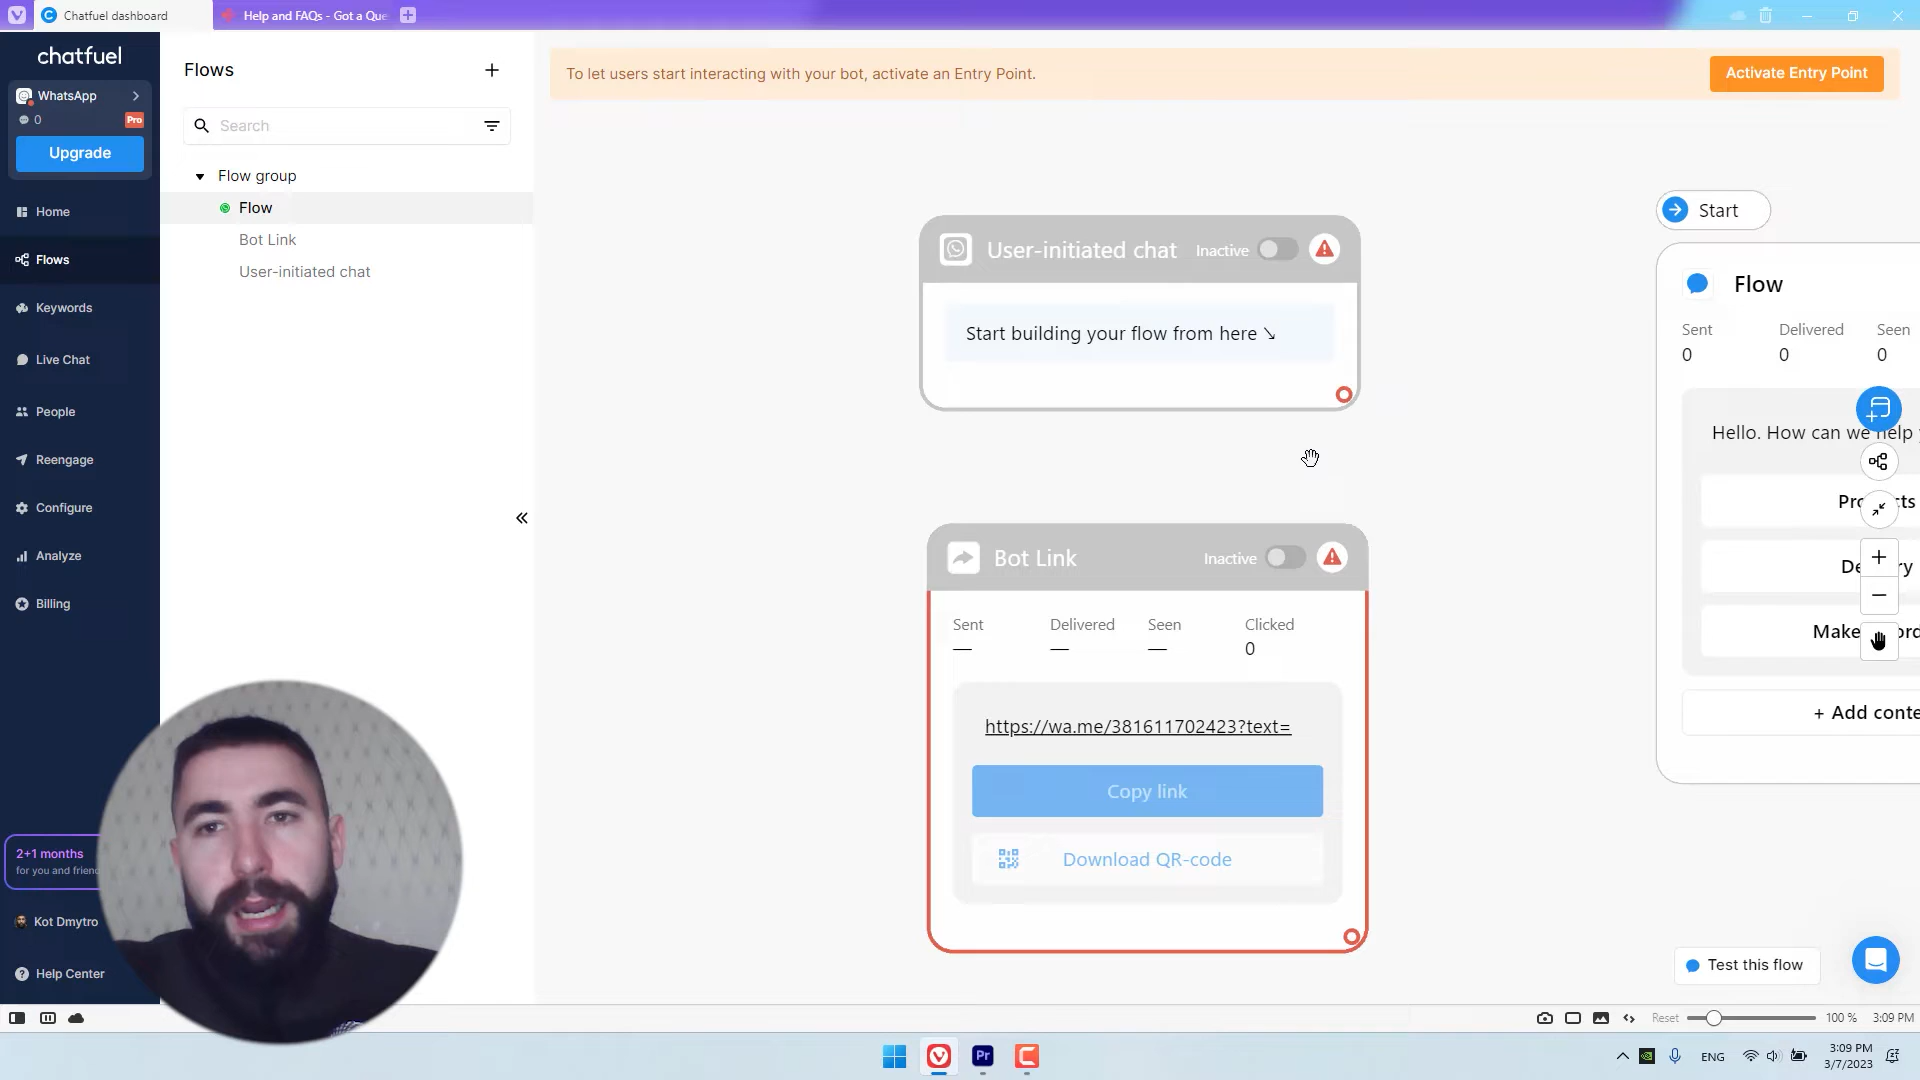 Chatfuel dashboard
Help and FAQs - Got a Que
chatfuel
WhatsApp
0
Pro
Upgrade
Home
Flows
Keywords
Live Chat
People
Reengage
Configure
Analyze
Billing
2+1 months
for you and friend
Kot Dmytro
Help Center
Flows
Search
Flow group
Flow
Bot Link
User-initiated chat
To let users start interacting with your bot, activate an Entry Point.
Activate Entry Point
User-initiated chat
Inactive
Start building your flow from here ↘
Bot Link
Inactive
Sent Delivered Seen Clicked
— — — 0
https://wa.me/381611702423?text=
Copy link
Download QR-code
Start
Flow
Sent Delivered Seen
0 0 0
Hello. How can we help
+ Add conte
Test this flow
Reset
100 %
3:09 PM
Pr
ENG
3:09 PM
3/7/2023